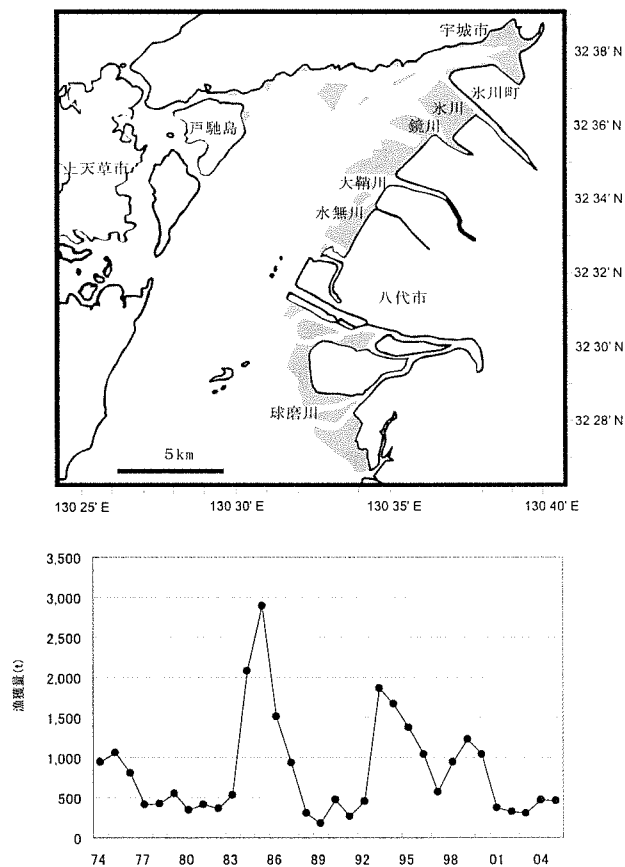 宇城市
32 38' N
氷川町
氷川
32 36' N
戸馳島
鏡川
上天草市
大鞘川
32 34' N
水無川
32 32' N
八代市
32 30' N
球磨川
32 28' N
5km
130 25' E
130 30' E
130 35' E
130 40' E
3,500
3,000
2,500
2,000
1,500
1,000
500
0
漁獲量(t)
74 77 80 83 86 89 92 95 98 01 04